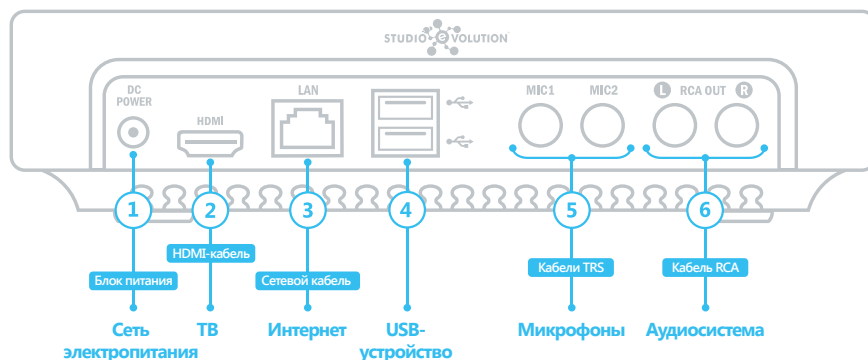 STUDIO eVOLUTION
DC
POWER
HDMI
LAN
MIC1
MIC2
L RCA OUT R
1
2
3
4
5
6
HDMI-кабель
Блок питания
Сетевой кабель
Кабели TRS
Кабель RCA
Сеть
электропитания
ТВ
Интернет
USB-
устройство
Микрофоны
Аудиосистема